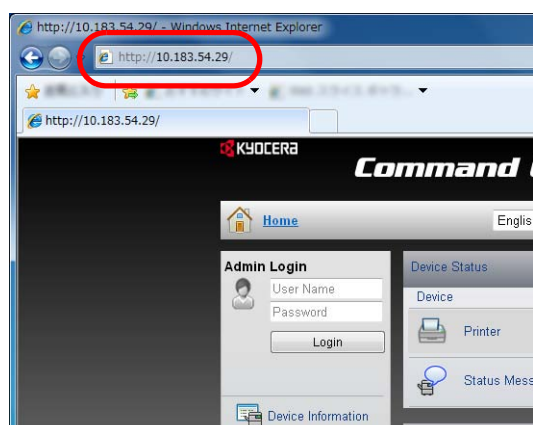 http://10.183.54.29/ - Windows Internet Explorer
http://10.183.54.29/
http://10.183.54.29/
KYOCERA
Command
Home
Englis
Admin Login
User Name
Password
Login
Device Information
Device Status
Device
Printer
Status Mess